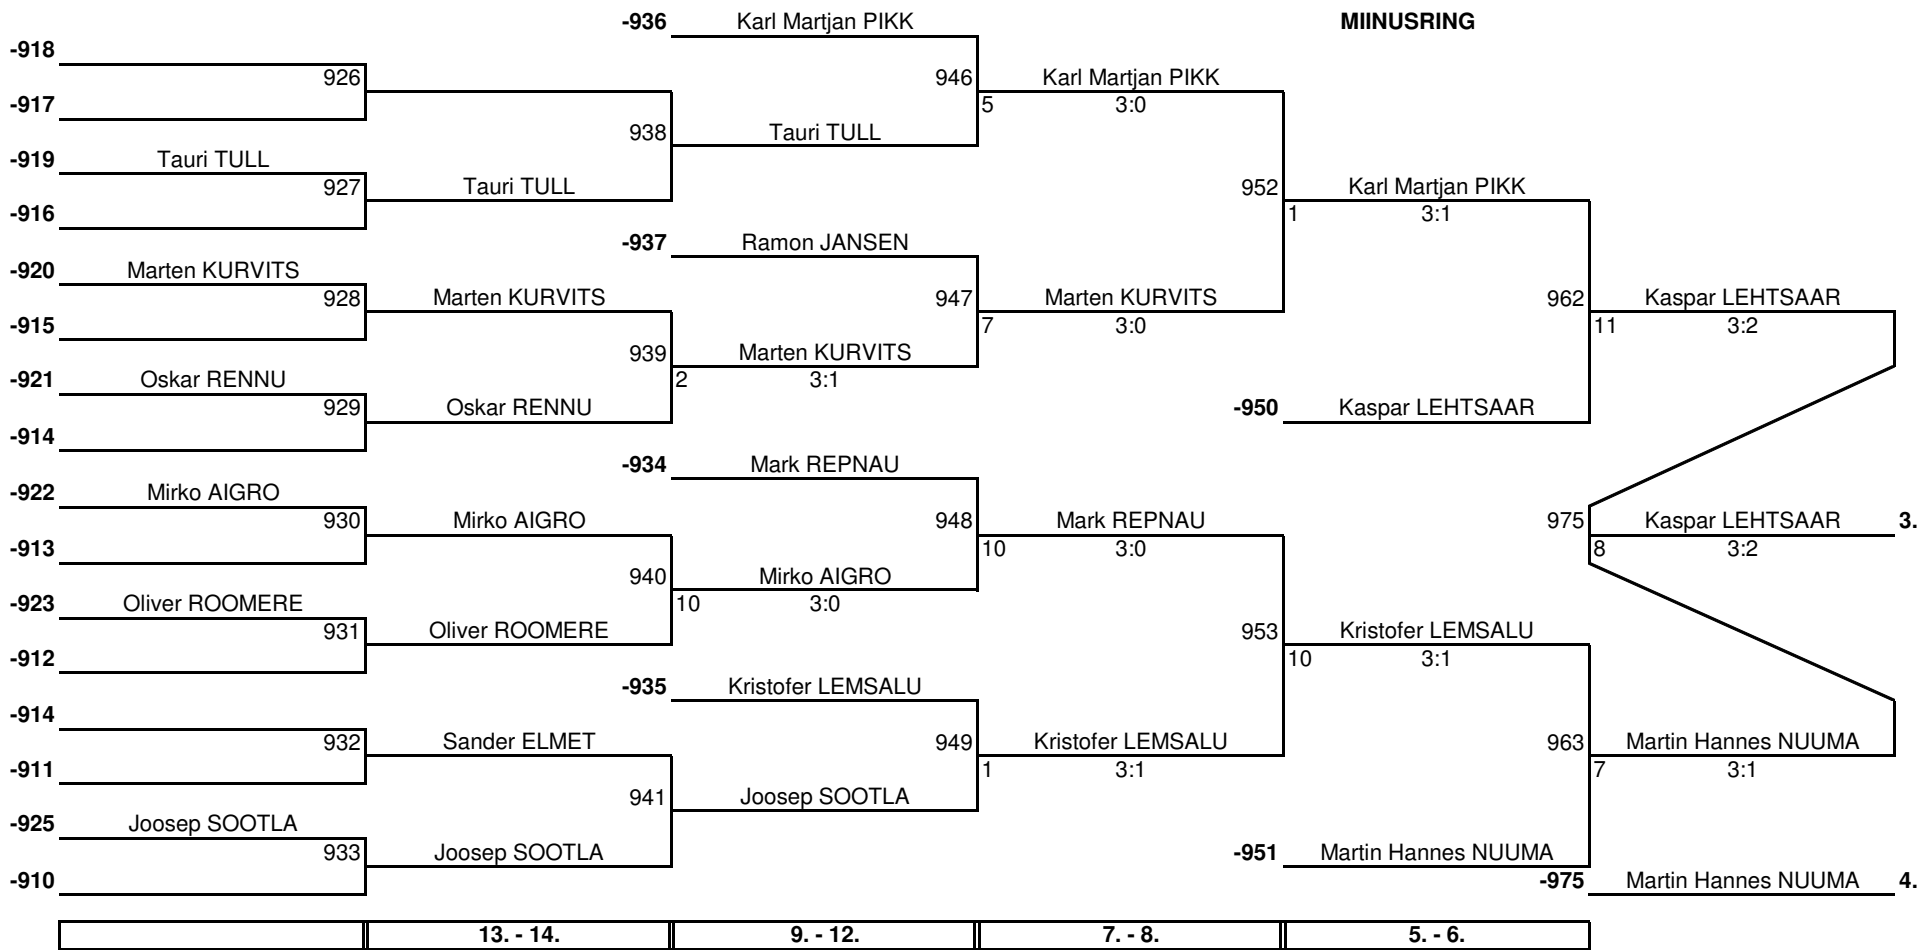 -936 Karl Martjan PIKK MIINUSRING
-918
926 946 Karl Martjan PIKK
-917 5 3:0
938 Tauri TULL
-919 Tauri TULL
927 Tauri TULL 952 Karl Martjan PIKK
-916 1 3:1
-937 Ramon JANSEN
-920 Marten KURVITS
928 Marten KURVITS 947 Marten KURVITS 962 Kaspar LEHTSAAR
-915 7 3:0 11 3:2
939 Marten KURVITS
-921 Oskar RENNU 2 3:1
929 Oskar RENNU -950 Kaspar LEHTSAAR
-914
-934 Mark REPNAU
-922 Mirko AIGRO
930 Mirko AIGRO 948 Mark REPNAU 975 Kaspar LEHTSAAR 3.
-913 10 3:0 8 3:2
940 Mirko AIGRO
-923 Oliver ROOMERE 10 3:0
931 Oliver ROOMERE 953 Kristofer LEMSALU
-912 10 3:1
-935 Kristofer LEMSALU
-914
932 Sander ELMET 949 Kristofer LEMSALU 963 Martin Hannes NUUMA
-911 1 3:1 7 3:1
941 Joosep SOOTLA
-925 Joosep SOOTLA
933 Joosep SOOTLA -951 Martin Hannes NUUMA
-910 -975 Martin Hannes NUUMA 4.
13. - 14. 9. - 12. 7. - 8. 5. - 6.